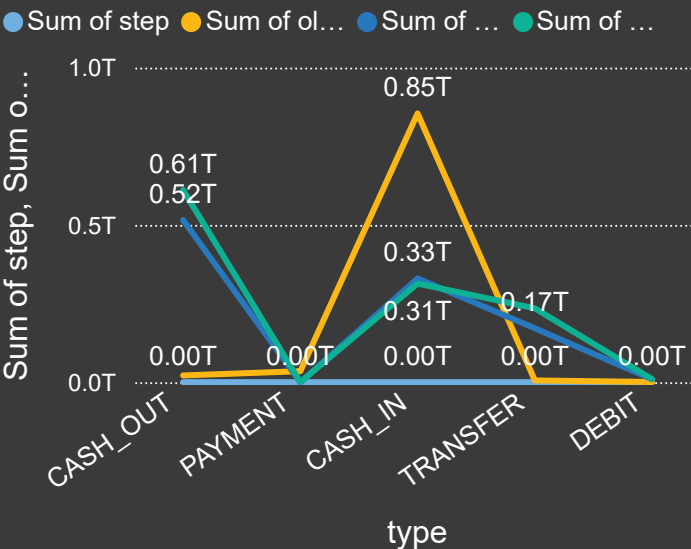 Sum of step Sum of ol… Sum of … Sum of …
Sum of step, Sum o…
1.0T
0.5T
0.0T
0.85T
0.61T
0.52T
0.33T
0.31T
0.17T
0.00T 0.00T 0.00T 0.00T 0.00T
CASH_OUT PAYMENT CASH_IN TRANSFER DEBIT
type